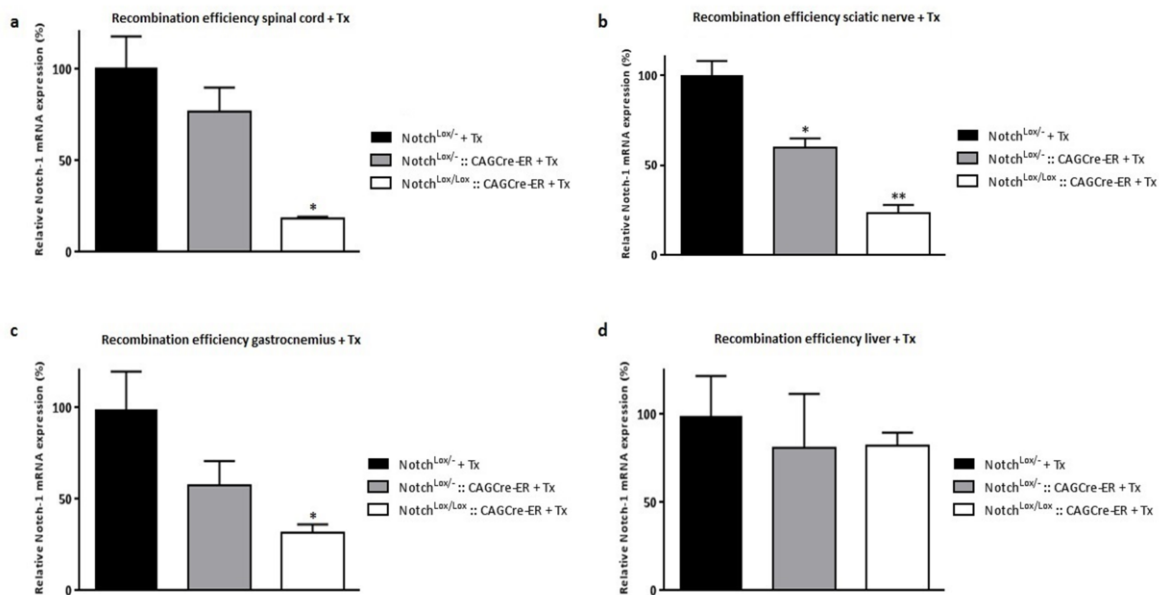 a
Recombination efficiency spinal cord + Tx
Relative Notch-1 mRNA expression (%)
100
50
0
*
Notch^Lox/- + Tx
Notch^Lox/- :: CAGCre-ER + Tx
Notch^Lox/Lox :: CAGCre-ER + Tx
b
Recombination efficiency sciatic nerve + Tx
Relative Notch-1 mRNA expression (%)
100
50
0
*
**
Notch^Lox/- + Tx
Notch^Lox/- :: CAGCre-ER + Tx
Notch^Lox/Lox :: CAGCre-ER + Tx
c
Recombination efficiency gastrocnemius + Tx
Relative Notch-1 mRNA expression (%)
100
50
0
*
Notch^Lox/- + Tx
Notch^Lox/- :: CAGCre-ER + Tx
Notch^Lox/Lox :: CAGCre-ER + Tx
d
Recombination efficiency liver + Tx
Relative Notch-1 mRNA expression (%)
100
50
0
Notch^Lox/- + Tx
Notch^Lox/- :: CAGCre-ER + Tx
Notch^Lox/Lox :: CAGCre-ER + Tx